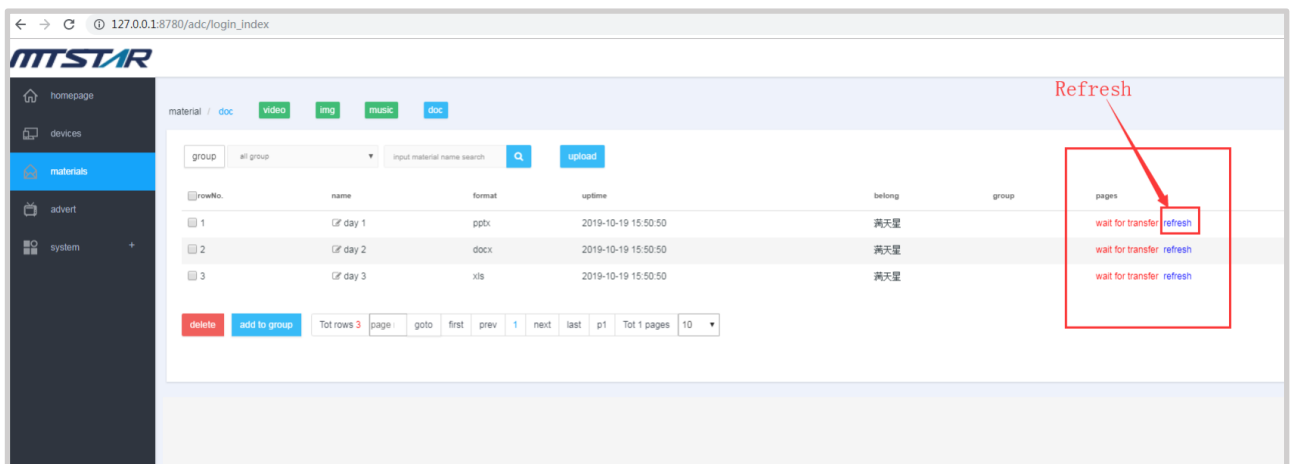 127.0.0.1:8780/adc/login_index
MTSTAR
Refresh
homepage
material / doc video img music doc
devices
group all group input material name search upload
materials
rowNo. name format uptime belong group pages
advert
1 day 1 pptx 2019-10-19 15:50:50 满天星 wait for transfer refresh
system +
2 day 2 docx 2019-10-19 15:50:50 满天星 wait for transfer refresh
3 day 3 xls 2019-10-19 15:50:50 满天星 wait for transfer refresh
delete add to group Tot rows 3 page goto first prev 1 next last p1 Tot 1 pages 10